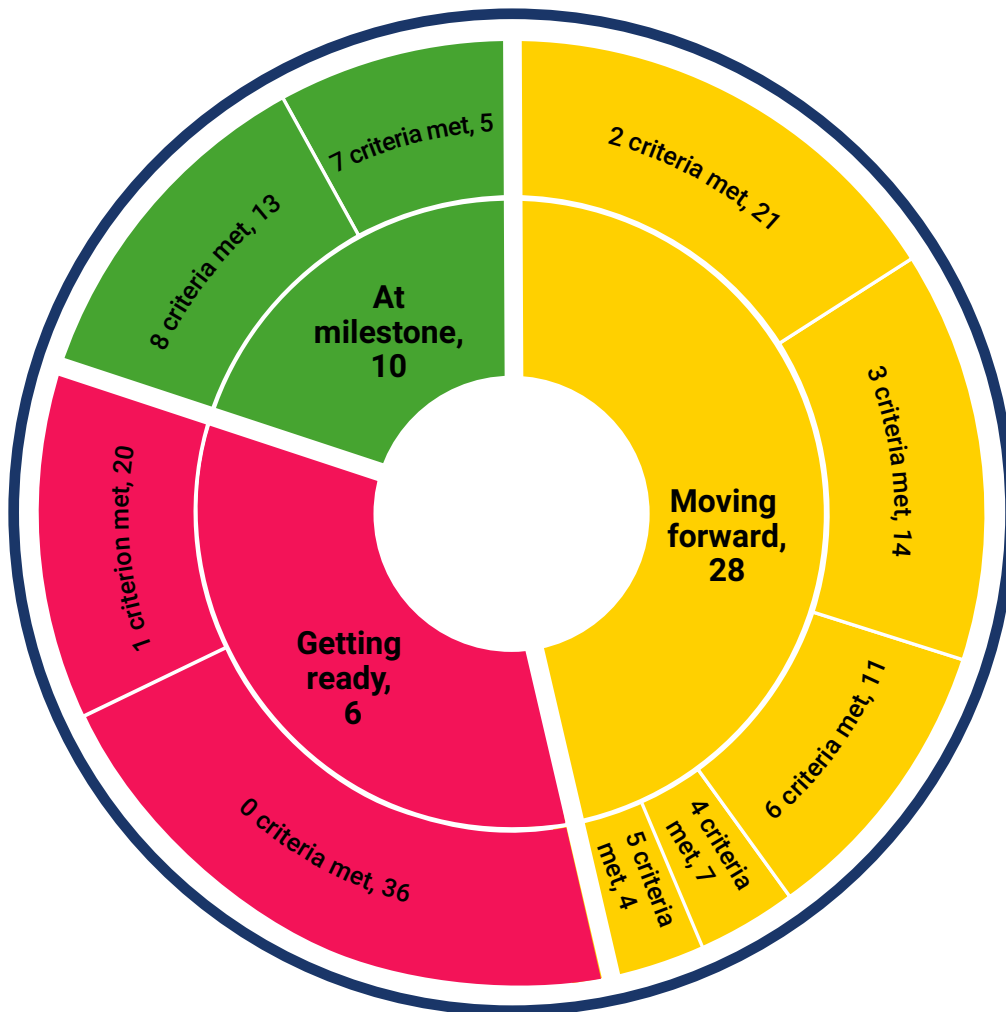 2 criteria met, 21
3 criteria met, 14
6 criteria met, 11
4 criteria
met, 7
5 criteria
met, 4
0 criteria met, 36
1 criterion met, 20
8 criteria met, 13
7 criteria met, 5
Moving
forward,
28
Getting
ready,
6
At
milestone,
10